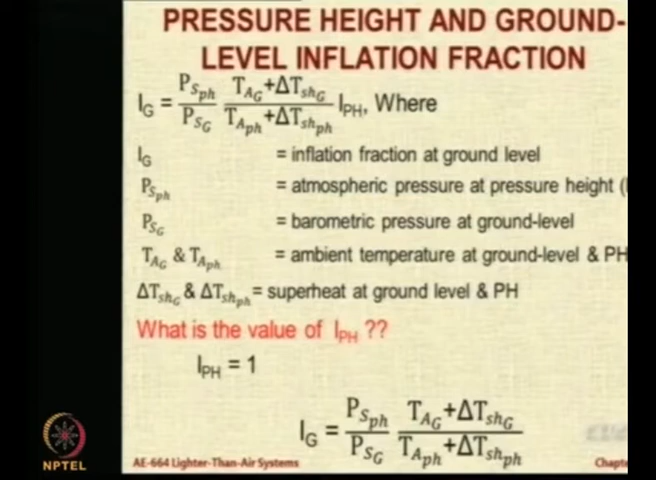 PRESSURE HEIGHT AND GROUND-
LEVEL INFLATION FRACTION
I_G = P_Sph / P_SG T_AG+ΔT_shG / T_Aph+ΔT_shph I_PH, Where
I_G = inflation fraction at ground level
P_Sph = atmospheric pressure at pressure height (
P_SG = barometric pressure at ground-level
T_AG & T_Aph = ambient temperature at ground-level & PH
ΔT_shG & ΔT_shph = superheat at ground level & PH
What is the value of I_PH ??
I_PH = 1
I_G = P_Sph / P_SG T_AG+ΔT_shG / T_Aph+ΔT_shph
NPTEL
AE-664 Lighter-Than-Air Systems
Chapte